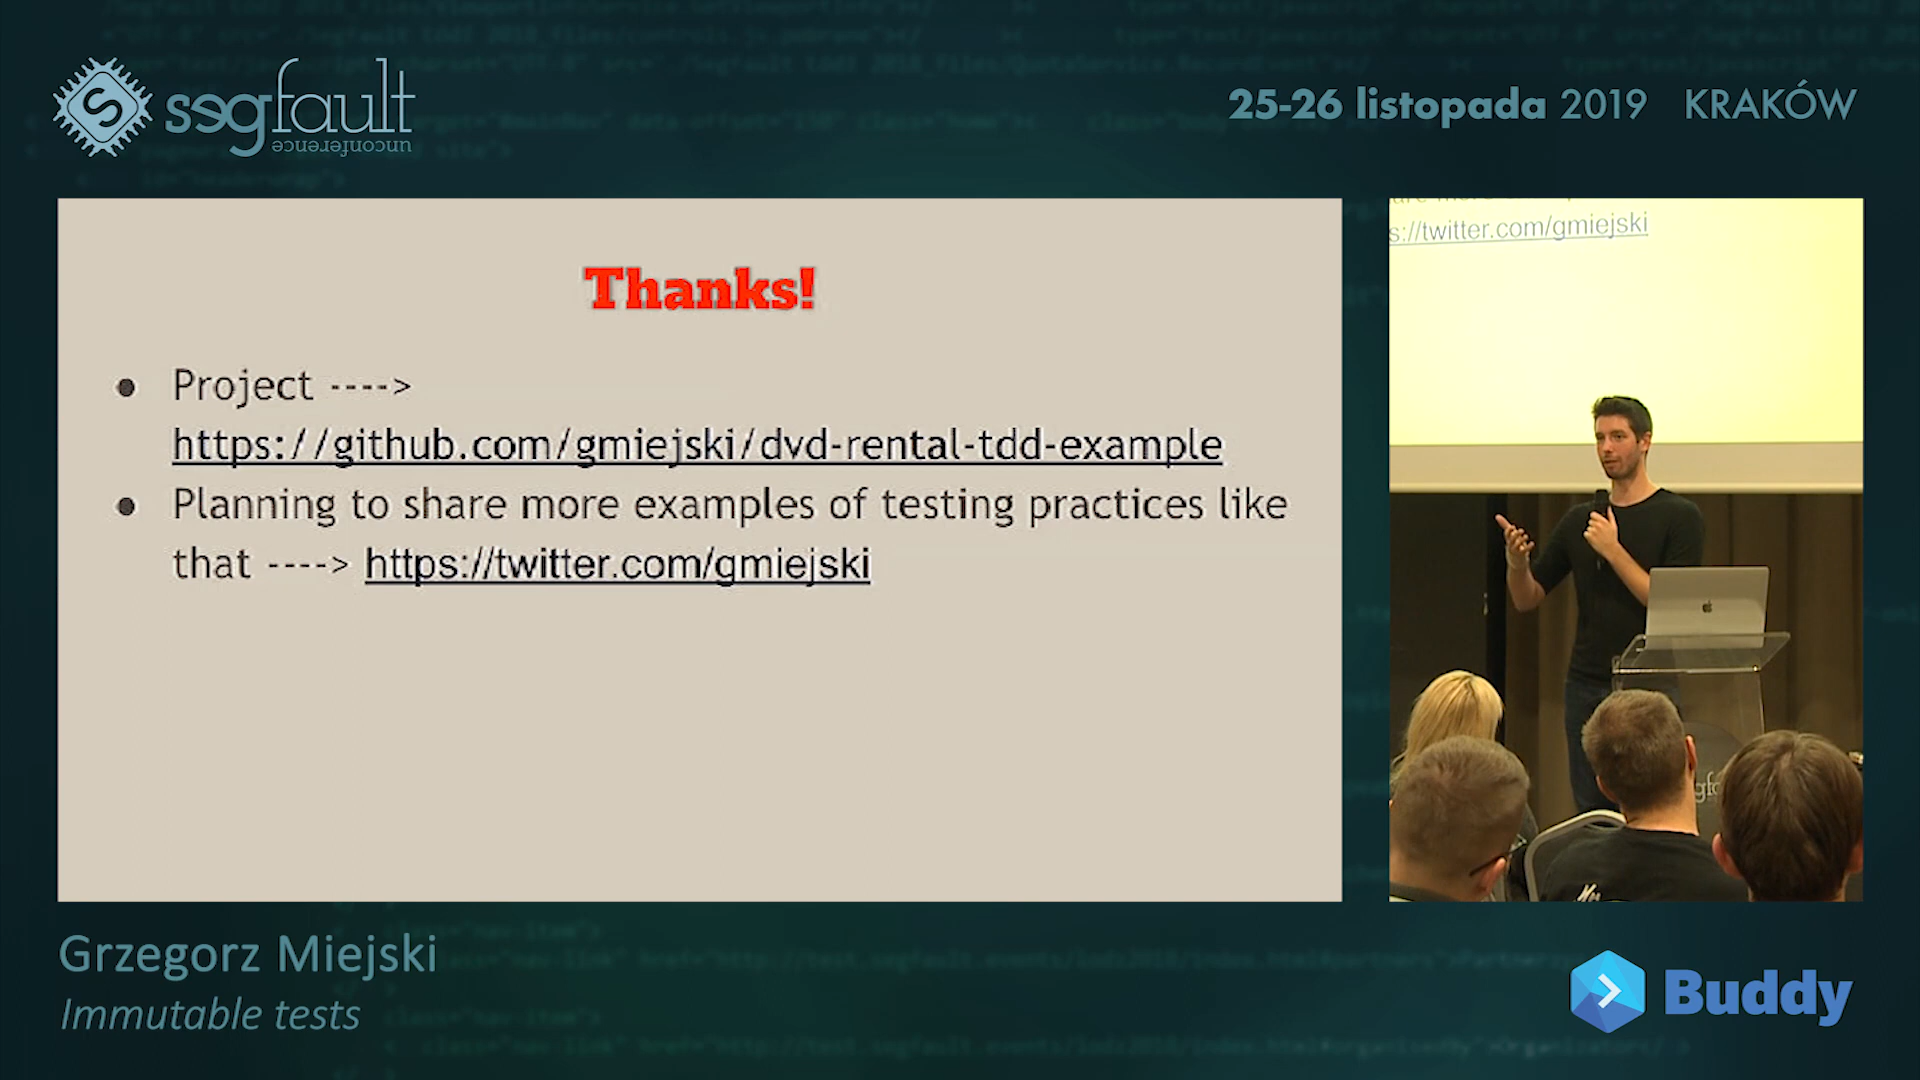 segfault
unconference
25-26 listopada 2019 KRAKÓW
Thanks!
● Project ---->
https://github.com/gmiejski/dvd-rental-tdd-example
● Planning to share more examples of testing practices like
that ----> https://twitter.com/gmiejski
s://twitter.com/gmiejski
Grzegorz Miejski
Immutable tests
Buddy